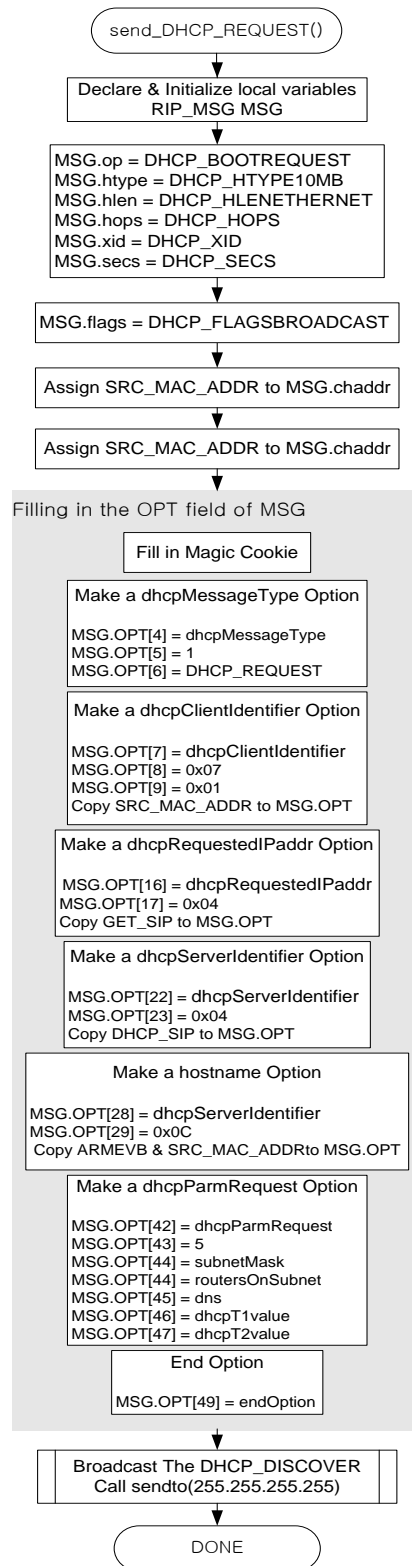 send_DHCP_REQUEST()
Declare & Initialize local variables
RIP_MSG MSG
MSG.op = DHCP_BOOTREQUEST
MSG.htype = DHCP_HTYPE10MB
MSG.hlen = DHCP_HLENETHERNET
MSG.hops = DHCP_HOPS
MSG.xid = DHCP_XID
MSG.secs = DHCP_SECS
MSG.flags = DHCP_FLAGSBROADCAST
Assign SRC_MAC_ADDR to MSG.chaddr
Assign SRC_MAC_ADDR to MSG.chaddr
Filling in the OPT field of MSG
Fill in Magic Cookie
Make a dhcpMessageType Option
MSG.OPT[4] = dhcpMessageType
MSG.OPT[5] = 1
MSG.OPT[6] = DHCP_REQUEST
Make a dhcpClientIdentifier Option
MSG.OPT[7] = dhcpClientIdentifier
MSG.OPT[8] = 0x07
MSG.OPT[9] = 0x01
Copy SRC_MAC_ADDR to MSG.OPT
Make a dhcpRequestedIPaddr Option
MSG.OPT[16] = dhcpRequestedIPaddr
MSG.OPT[17] = 0x04
Copy GET_SIP to MSG.OPT
Make a dhcpServerIdentifier Option
MSG.OPT[22] = dhcpServerIdentifier
MSG.OPT[23] = 0x04
Copy DHCP_SIP to MSG.OPT
Make a hostname Option
MSG.OPT[28] = dhcpServerIdentifier
MSG.OPT[29] = 0x0C
Copy ARMEVB & SRC_MAC_ADDRto MSG.OPT
Make a dhcpParmRequest Option
MSG.OPT[42] = dhcpParmRequest
MSG.OPT[43] = 5
MSG.OPT[44] = subnetMask
MSG.OPT[44] = routersOnSubnet
MSG.OPT[45] = dns
MSG.OPT[46] = dhcpT1value
MSG.OPT[47] = dhcpT2value
End Option
MSG.OPT[49] = endOption
Broadcast The DHCP_DISCOVER
Call sendto(255.255.255.255)
DONE